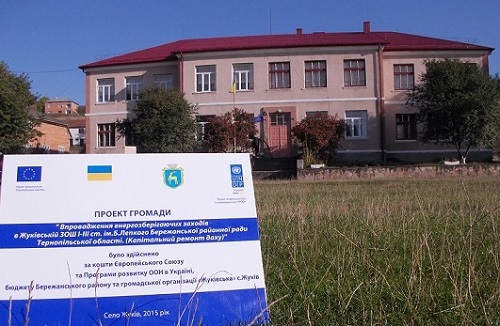 ПРОЕКТ ГРОМАДИ
"Впровадження енергозберігаючих заходів
в Жуківській ЗОШ І-ІІІ ст. ім.Б.Лепкого Бережанської районної ради
Тернопільської області. (Капітальний ремонт даху)"
було здійснено
за кошти Європейського Союзу
та Програми розвитку ООН в Україні,
бюджету Бережанського району та громадської організації "Жуківська" с.Жуків
Село Жуків, 2015 рік